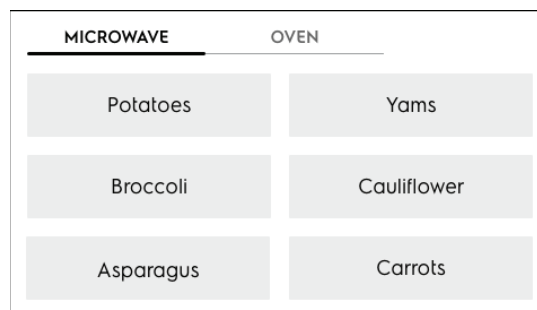 MICROWAVE OVEN
Potatoes Yams
Broccoli Cauliflower
Asparagus Carrots